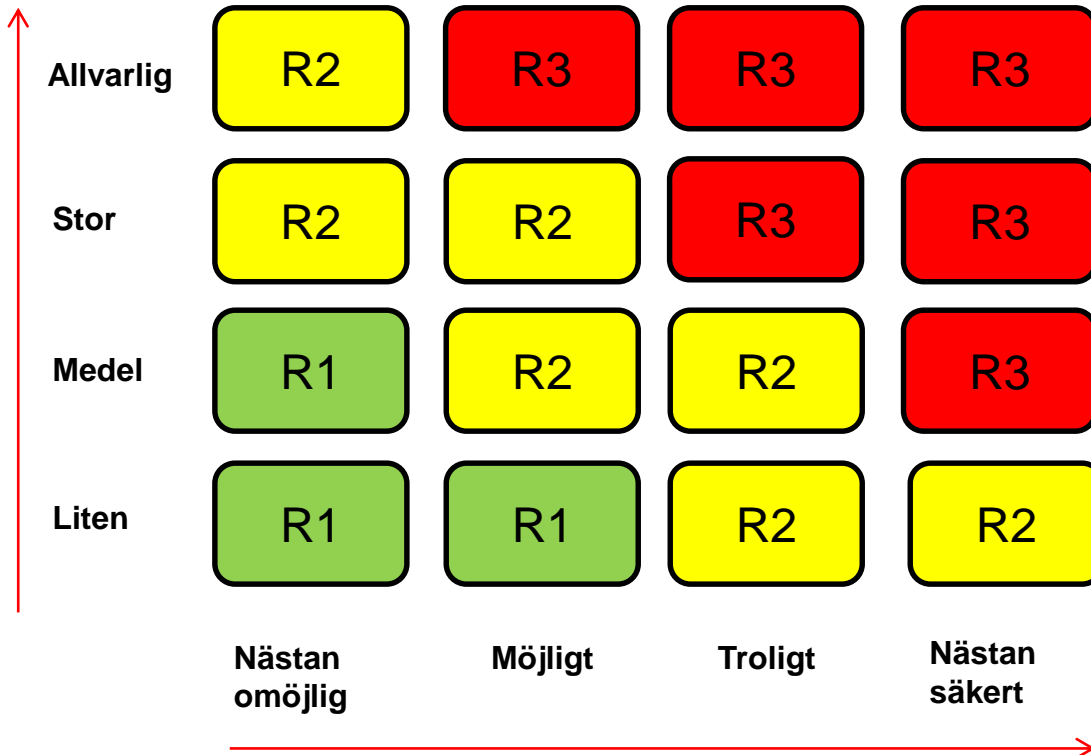 Allvarlig R2 R3 R3 R3
Stor R2 R2 R3 R3
Medel R1 R2 R2 R3
Liten R1 R1 R2 R2
Nästan omöjlig
Möjligt
Troligt
Nästan säkert